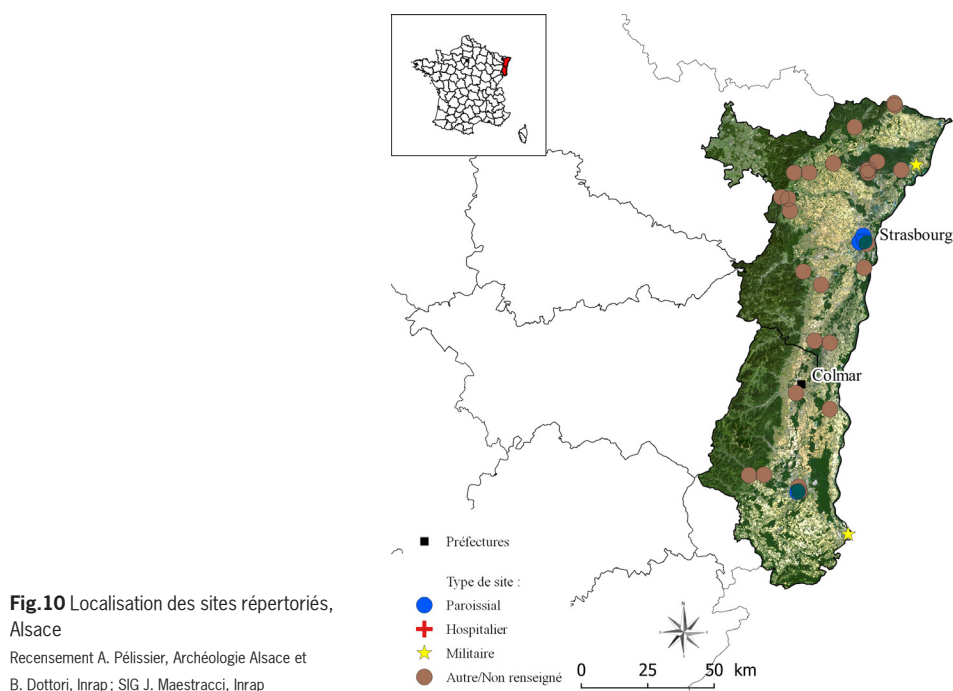 Strasbourg
Colmar
Préfectures
Type de site :
Paroissial
Hospitalier
Militaire
Autre/Non renseigné
N
0 25 50 km
Fig.10 Localisation des sites répertoriés,
Alsace
Recensement A. Pélissier, Archéologie Alsace et
B. Dottori, Inrap ; SIG J. Maestracci, Inrap